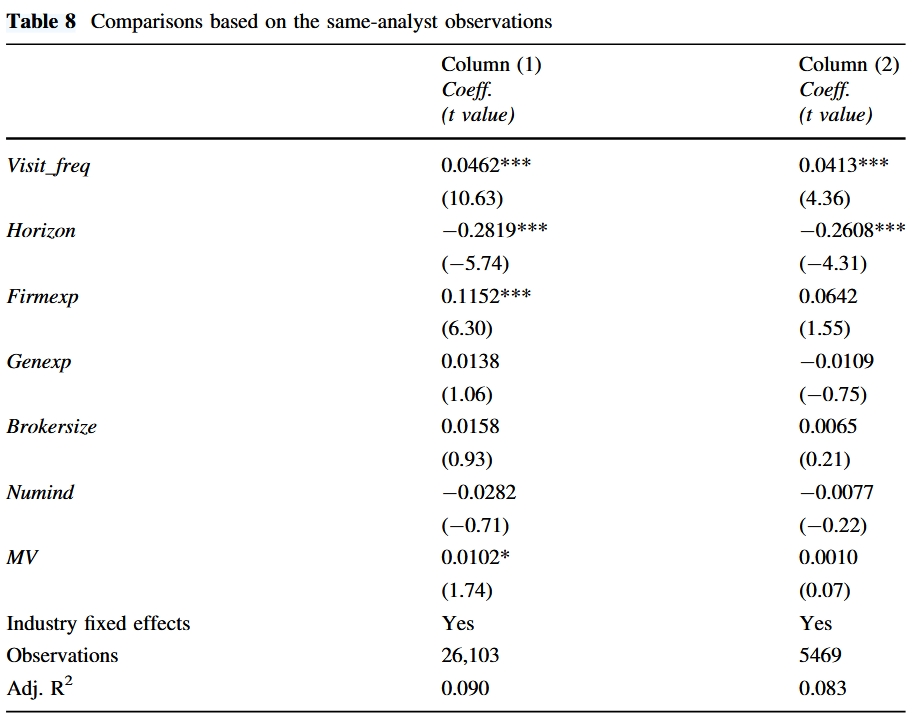 Table 8 Comparisons based on the same-analyst observations
Column (1) Column (2)
Coeff. Coeff.
(t value) (t value)
Visit_freq 0.0462*** 0.0413***
(10.63) (4.36)
Horizon −0.2819*** −0.2608***
(−5.74) (−4.31)
Firmexp 0.1152*** 0.0642
(6.30) (1.55)
Genexp 0.0138 −0.0109
(1.06) (−0.75)
Brokersize 0.0158 0.0065
(0.93) (0.21)
Numind −0.0282 −0.0077
(−0.71) (−0.22)
MV 0.0102* 0.0010
(1.74) (0.07)
Industry fixed effects Yes Yes
Observations 26,103 5469
Adj. R² 0.090 0.083